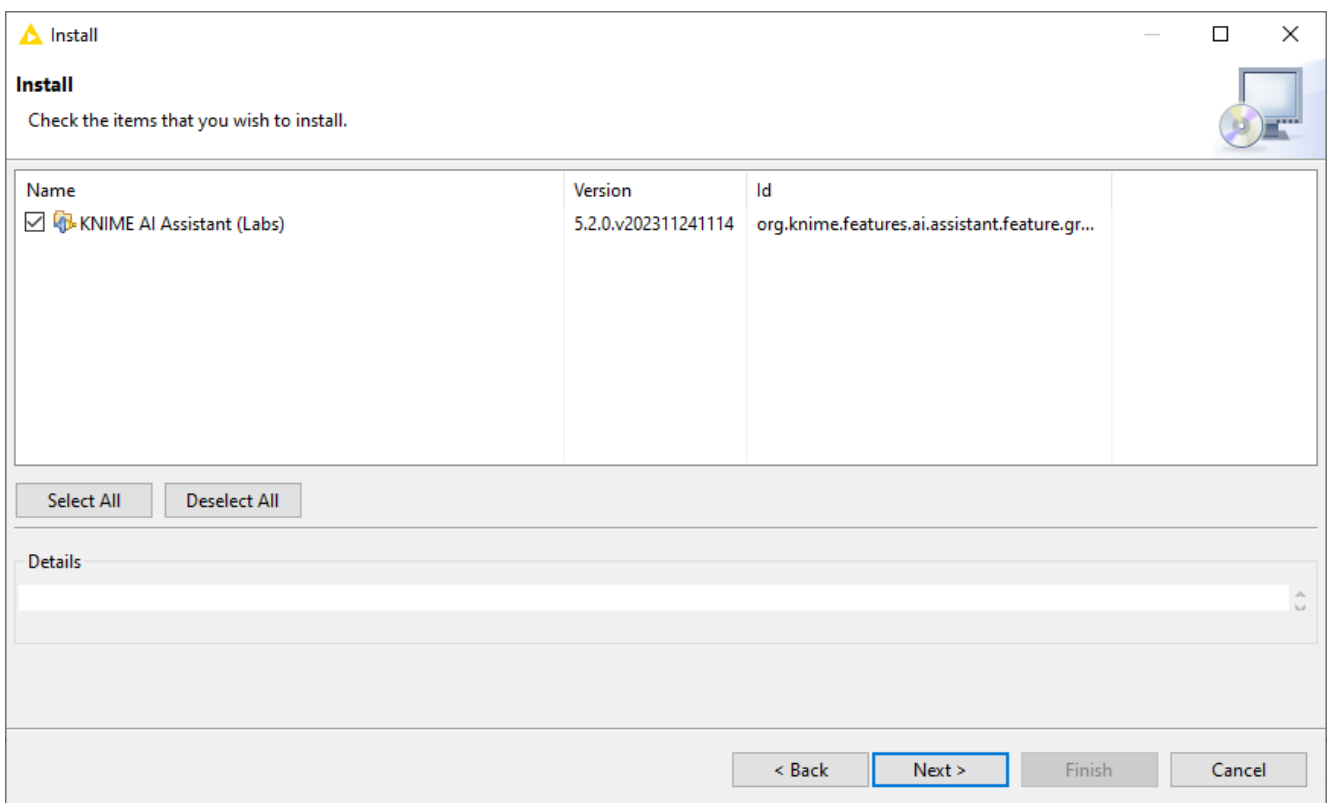 Install
Install
Check the items that you wish to install.
Name Version Id
KNIME AI Assistant (Labs) 5.2.0.v202311241114 org.knime.features.ai.assistant.feature.gr...
Select All Deselect All
Details
< Back Next > Finish Cancel